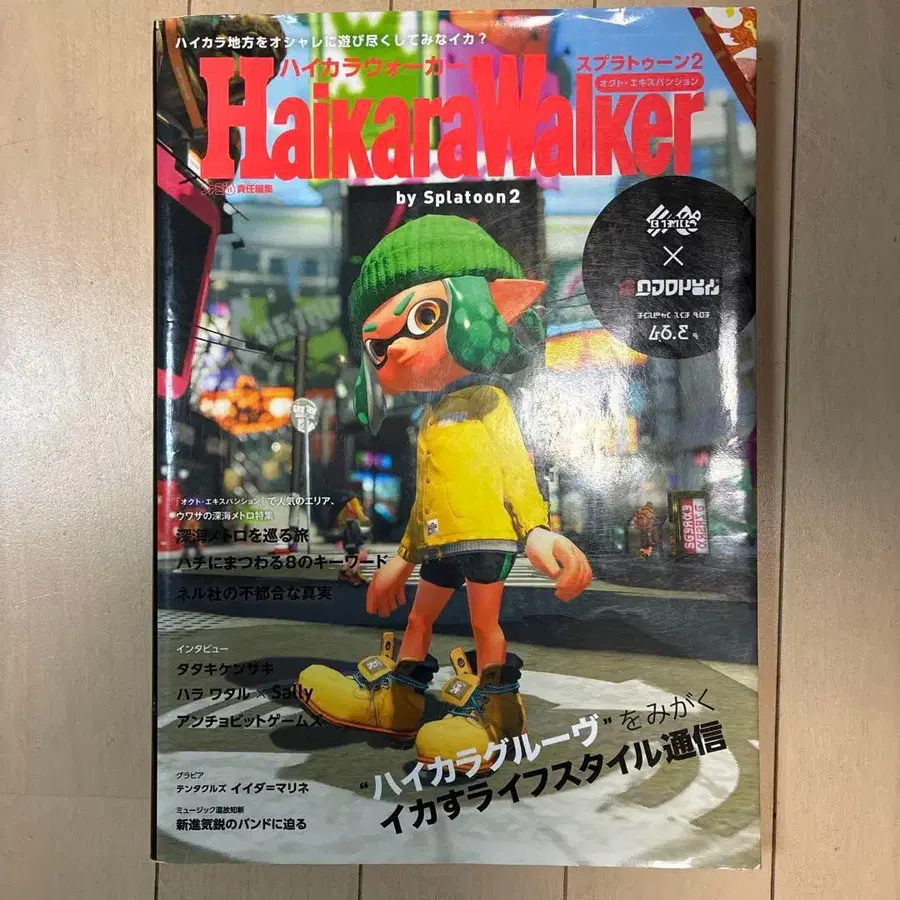 ハイカラ地方をオシャレに遊び尽くしてみなイカ?
ハイカラウォーカー
スプラトゥーン2
オクト・エキスパンション
HaikaraWalker
ファミ通 責任編集
by Splatoon2
×
「オクト・エキスパンション」で大人気のエリア、
ウワサの深海メトロ特集
深海メトロを巡る旅
ハチにまつわる8のキーワード
ネル社の不都合な真実
インタビュー
タタキケンサキ
ハラ ワタル × Sally
アンチョビットゲームズ
グラビア
テンタクルズ イイダ=マリネ
ミュージック温故知新
新進気鋭のバンドに迫る
"ハイカラグルーヴ"をみがく
イカすライフスタイル通信